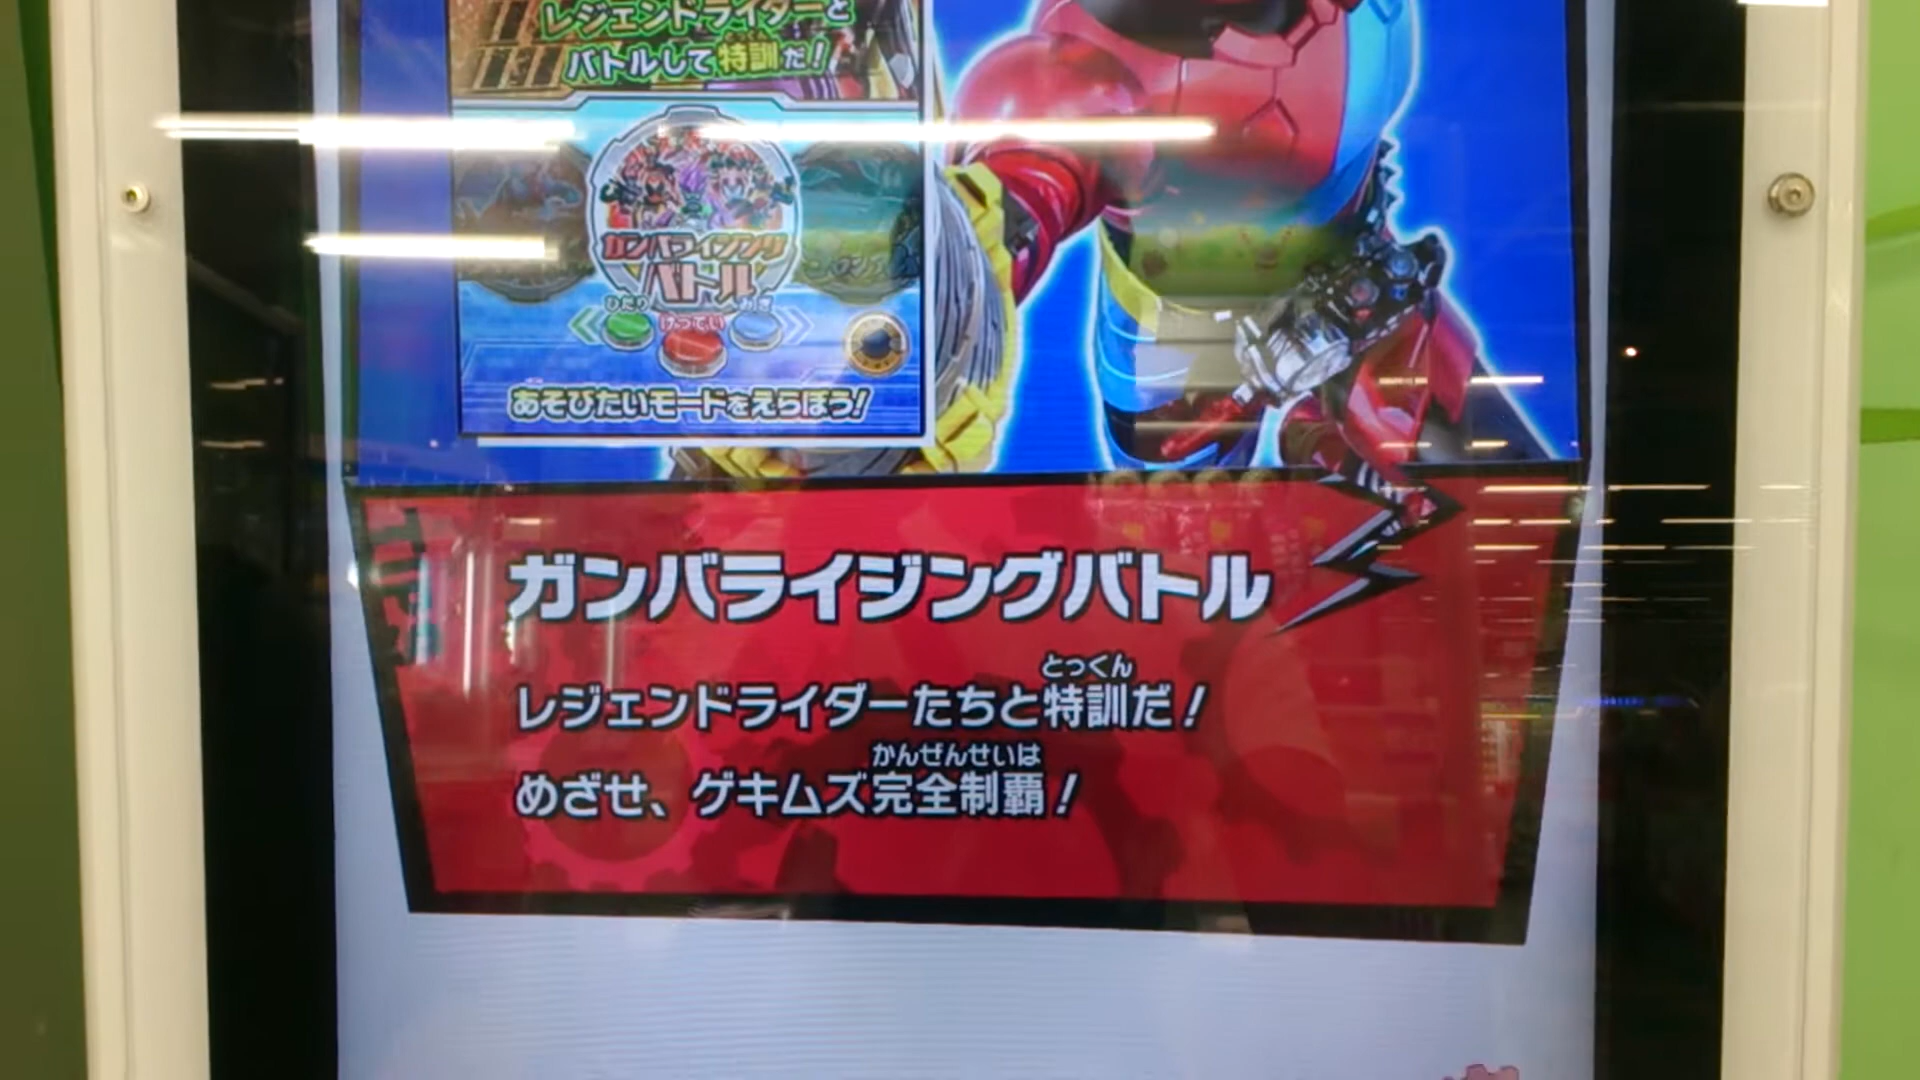 レジェンドライダーと
バトルして特訓だ!
ガンバライジング
バトル
ひだり
けってい
みぎ
あそびたいモードをえらぼう!
ガンバライジングバトル
とっくん
レジェンドライダーたちと特訓だ!
かんぜんせいは
めざせ、ゲキムズ完全制覇!